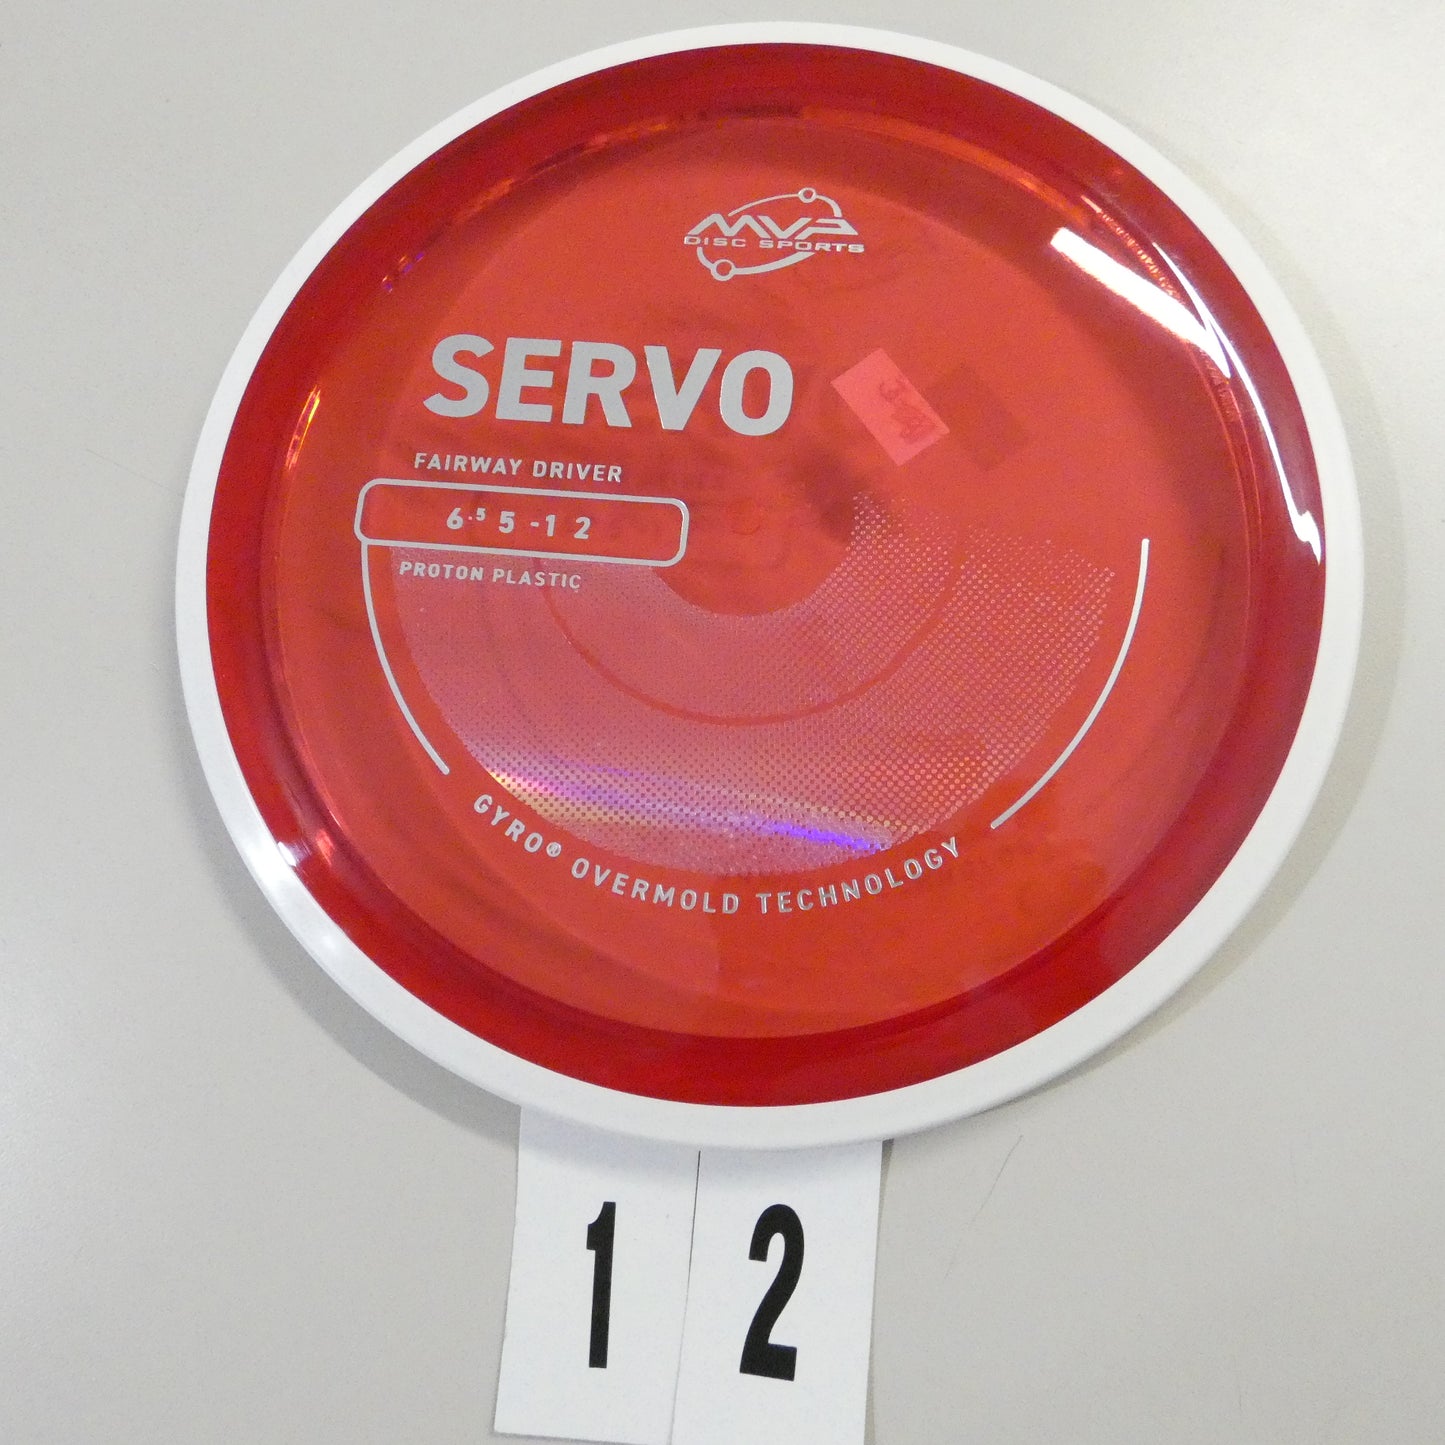 MVP
DISC SPORTS
SERVO
FAIRWAY DRIVER
6.5 5 -1 2
PROTON PLASTIC
GYRO® OVERMOLD TECHNOLOGY
1 2